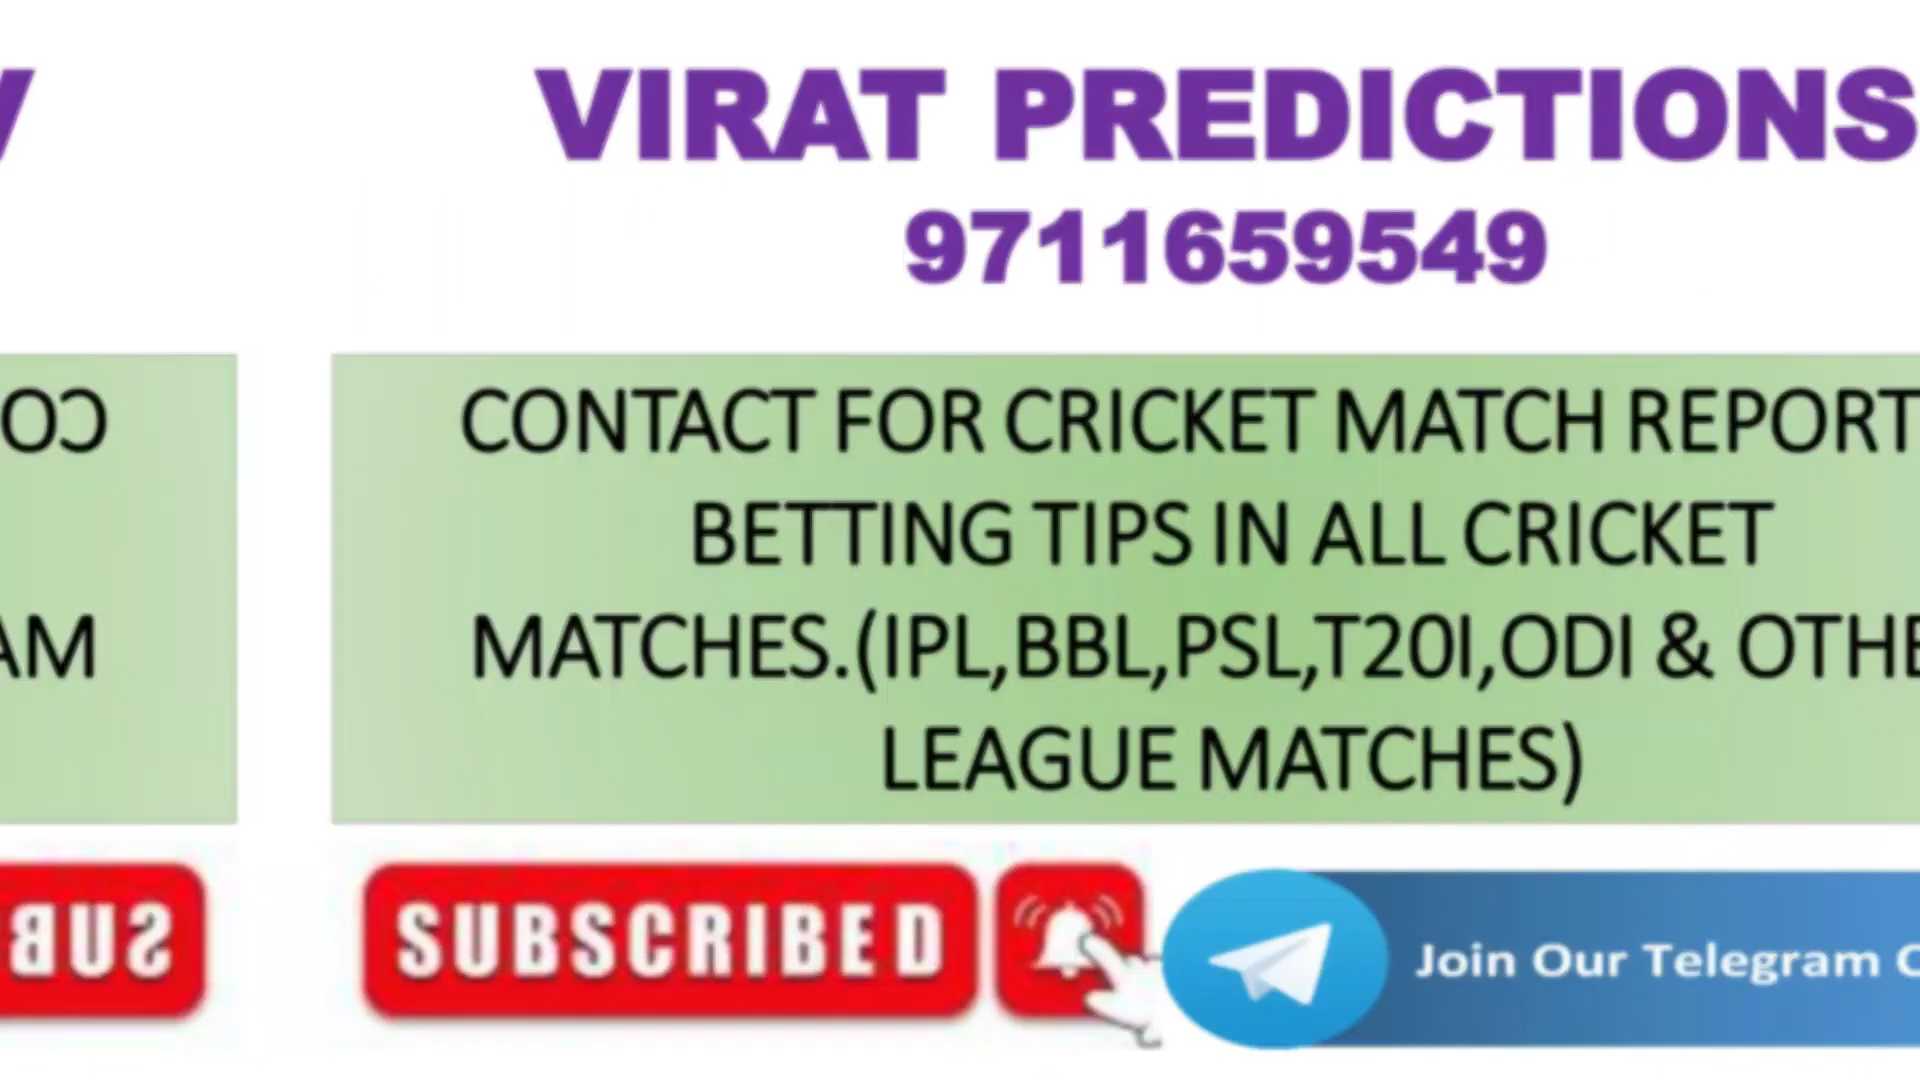 VIRAT PREDICTIONS
9711659549
CONTACT FOR CRICKET MATCH REPORT
BETTING TIPS IN ALL CRICKET
MATCHES.(IPL,BBL,PSL,T20I,ODI & OTHE
LEAGUE MATCHES)
SUBSCRIBED
Join Our Telegram C